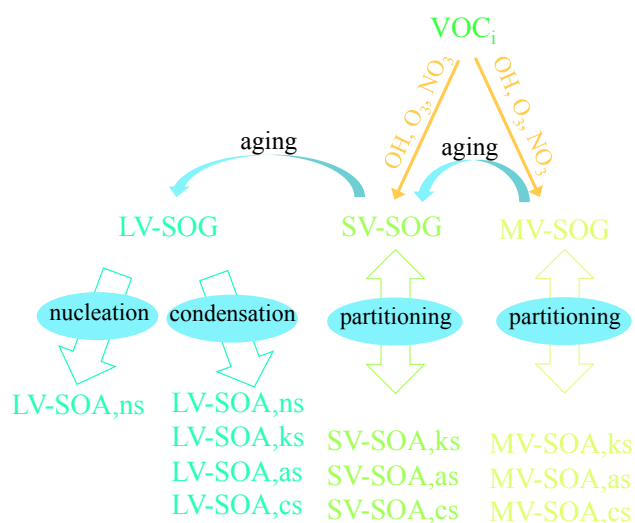 VOCi
OH, O3, NO3
OH, O3, NO3
aging
aging
LV-SOG
SV-SOG
MV-SOG
nucleation
condensation
partitioning
partitioning
LV-SOA,ns
LV-SOA,ns
LV-SOA,ks
LV-SOA,as
LV-SOA,cs
SV-SOA,ks
SV-SOA,as
SV-SOA,cs
MV-SOA,ks
MV-SOA,as
MV-SOA,cs